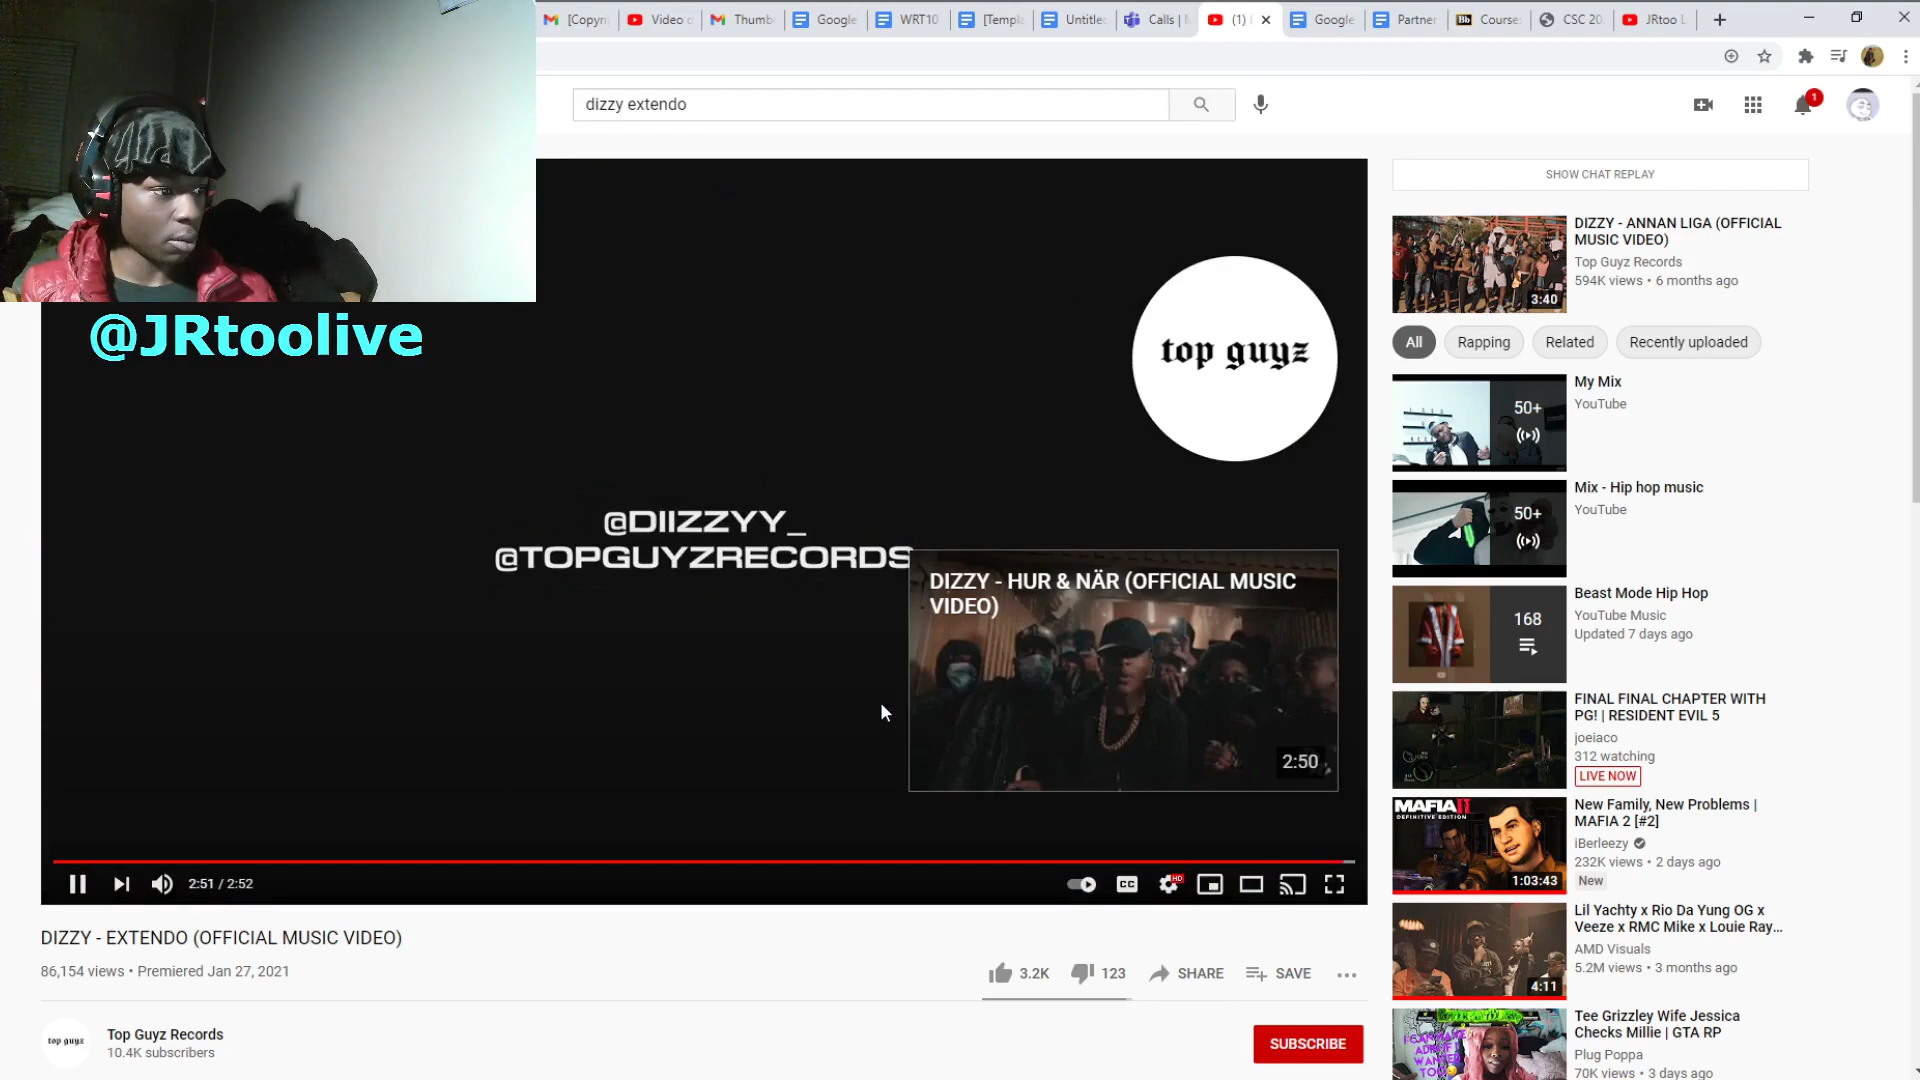 [Copyri
Video c
Thumb
Google
WRT10
[Templa
Untitle
Calls | M
(1)
Google
Partner
Course
CSC 20
JRtoo L
dizzy extendo
1
@JRtoolive
top guyz
@DIIZZYY_
@TOPGUYZRECORDS
DIZZY - HUR & NÄR (OFFICIAL MUSIC
VIDEO)
2:50
2:51 / 2:52
CC
HD
DIZZY - EXTENDO (OFFICIAL MUSIC VIDEO)
86,154 views • Premiered Jan 27, 2021
3.2K
123
SHARE
SAVE
top guyz
Top Guyz Records
10.4K subscribers
SUBSCRIBE
SHOW CHAT REPLAY
DIZZY - ANNAN LIGA (OFFICIAL
MUSIC VIDEO)
Top Guyz Records
594K views • 6 months ago
3:40
All
Rapping
Related
Recently uploaded
My Mix
YouTube
50+
Mix - Hip hop music
YouTube
50+
Beast Mode Hip Hop
YouTube Music
Updated 7 days ago
168
FINAL FINAL CHAPTER WITH
PG! | RESIDENT EVIL 5
joeiaco
312 watching
LIVE NOW
MAFIA II
DEFINITIVE EDITION
New Family, New Problems |
MAFIA 2 [#2]
iBerleezy
232K views • 2 days ago
New
1:03:43
Lil Yachty x Rio Da Yung OG x
Veeze x RMC Mike x Louie Ray...
AMD Visuals
5.2M views • 3 months ago
4:11
Tee Grizzley Wife Jessica
Checks Millie | GTA RP
Plug Poppa
70K views • 3 days ago